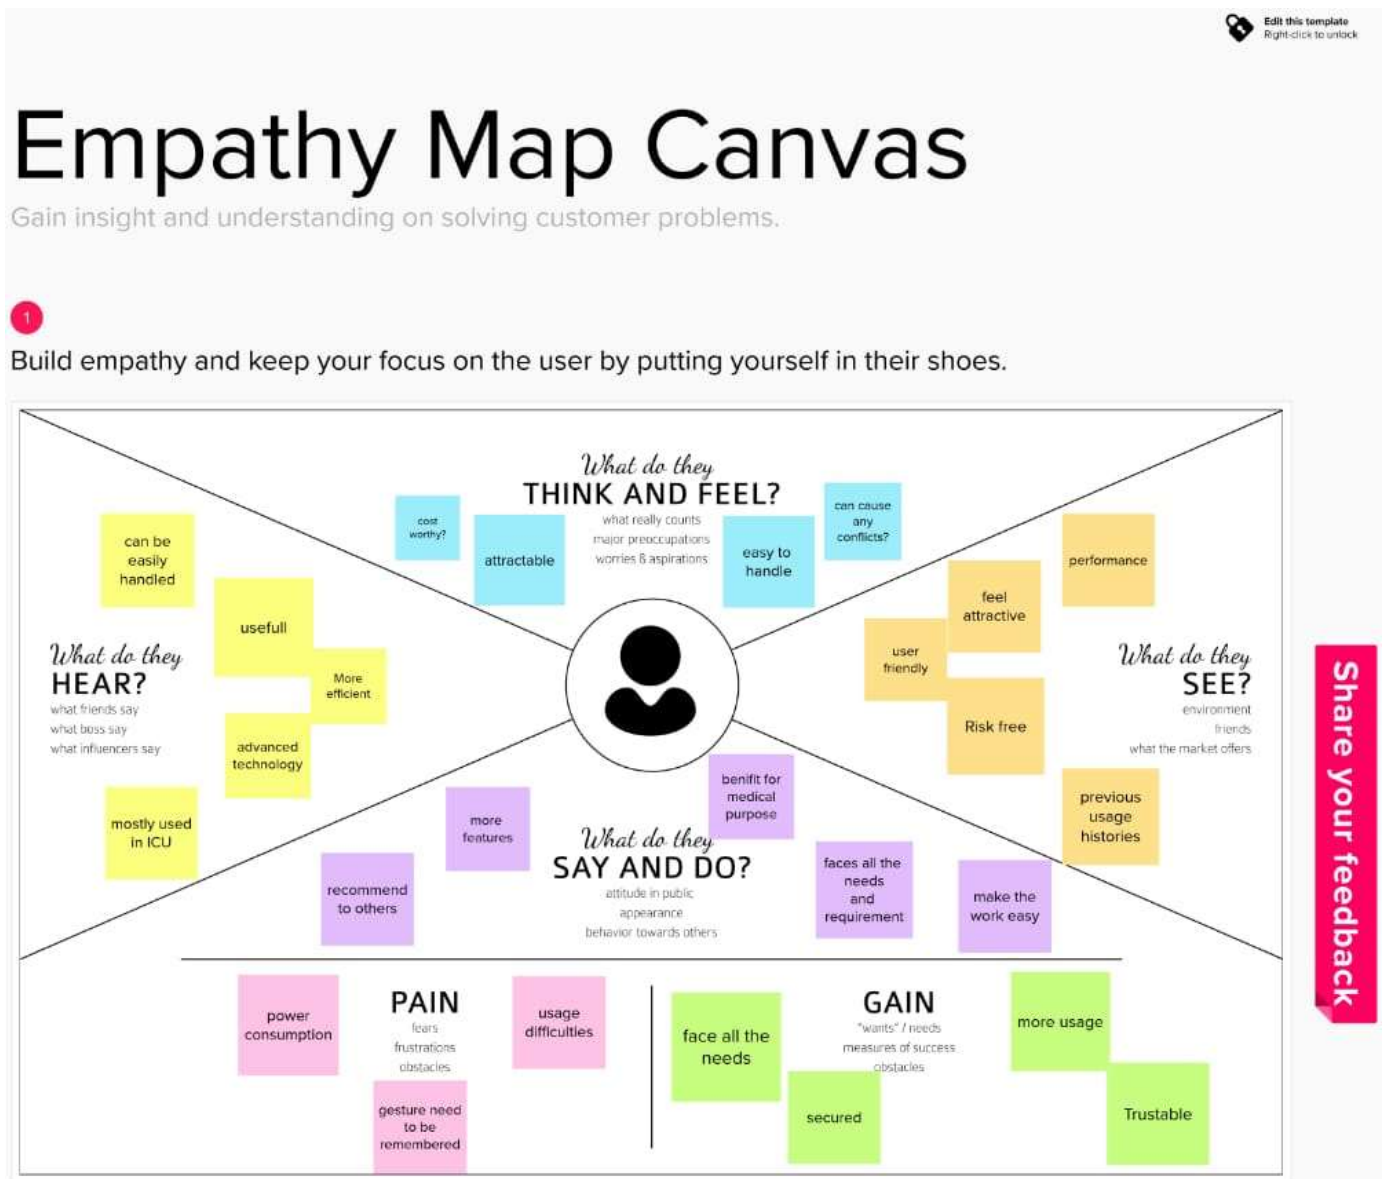 Edit this template
Right-click to unlock
Empathy Map Canvas
Gain insight and understanding on solving customer problems.
1
Build empathy and keep your focus on the user by putting yourself in their shoes.
What do they
THINK AND FEEL?
what really counts
major preoccupations
worries & aspirations
cost
worthy?
attractable
easy to
handle
can cause
any
conflicts?
What do they
HEAR?
what friends say
what boss say
what influencers say
can be
easily
handled
usefull
More
efficient
advanced
technology
mostly used
in ICU
What do they
SEE?
environment
friends
what the market offers
performance
feel
attractive
user
friendly
Risk free
previous
usage
histories
What do they
SAY AND DO?
attitude in public
appearance
behavior towards others
more
features
recommend
to others
benifit for
medical
purpose
faces all the
needs
and
requirement
make the
work easy
PAIN
fears
frustrations
obstacles
power
consumption
usage
difficulties
gesture need
to be
remembered
GAIN
"wants" / needs
measures of success
obstacles
face all the
needs
secured
more usage
Trustable
Share your feedback